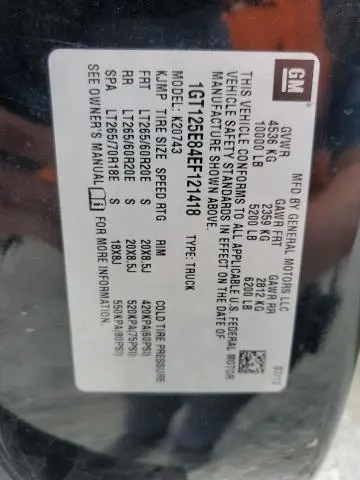 GM
MFD BY GENERAL MOTORS LLC
GVWR GAWR FRT GAWR RR
4536 KG 2359 KG 2812 KG
10000 LB 5200 LB 6200 LB
THIS VEHICLE CONFORMS TO ALL APPLICABLE U.S. FEDERAL MOTOR
VEHICLE SAFETY STANDARDS IN EFFECT ON THE DATE OF
MANUFACTURE SHOWN ABOVE.
1GT125E84EF121418 TYPE: TRUCK
MODEL: K20743
KJMP TIRE SIZE SPEED RTG RIM COLD TIRE PRESSURE
FRT LT265/60R20E S 20X8.5J 420KPA(60PSI)
RR LT265/60R20E S 20X8.5J 520KPA(75PSI)
SPA LT265/70R18E S 18X8J 550KPA(80PSI)
SEE OWNER'S MANUAL FOR MORE INFORMATION.